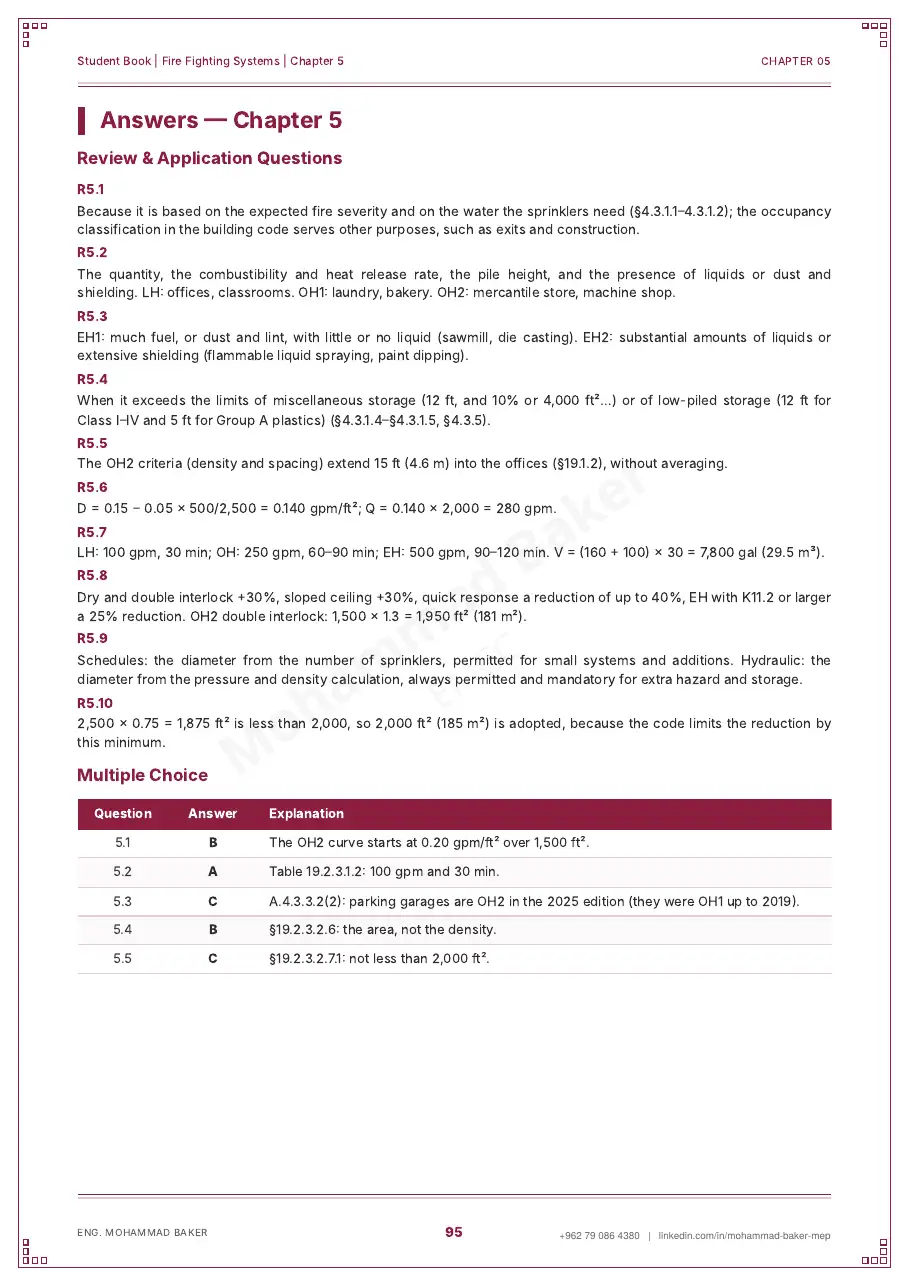 Student Book | Fire Fighting Systems | Chapter 5
CHAPTER 05
Answers — Chapter 5
Review & Application Questions
R5.1
Because it is based on the expected fire severity and on the water the sprinklers need (§4.3.1.1–4.3.1.2); the occupancy
classification in the building code serves other purposes, such as exits and construction.
R5.2
The quantity, the combustibility and heat release rate, the pile height, and the presence of liquids or dust and
shielding. LH: offices, classrooms. OH1: laundry, bakery. OH2: mercantile store, machine shop.
R5.3
EH1: much fuel, or dust and lint, with little or no liquid (sawmill, die casting). EH2: substantial amounts of liquids or
extensive shielding (flammable liquid spraying, paint dipping).
R5.4
When it exceeds the limits of miscellaneous storage (12 ft, and 10% or 4,000 ft²...) or of low-piled storage (12 ft for
Class I–IV and 5 ft for Group A plastics) (§4.3.1.4–§4.3.1.5, §4.3.5).
R5.5
The OH2 criteria (density and spacing) extend 15 ft (4.6 m) into the offices (§19.1.2), without averaging.
R5.6
D = 0.15 − 0.05 × 500/2,500 = 0.140 gpm/ft²; Q = 0.140 × 2,000 = 280 gpm.
R5.7
LH: 100 gpm, 30 min; OH: 250 gpm, 60–90 min; EH: 500 gpm, 90–120 min. V = (160 + 100) × 30 = 7,800 gal (29.5 m³).
R5.8
Dry and double interlock +30%, sloped ceiling +30%, quick response a reduction of up to 40%, EH with K11.2 or larger
a 25% reduction. OH2 double interlock: 1,500 × 1.3 = 1,950 ft² (181 m²).
R5.9
Schedules: the diameter from the number of sprinklers, permitted for small systems and additions. Hydraulic: the
diameter from the pressure and density calculation, always permitted and mandatory for extra hazard and storage.
R5.10
2,500 × 0.75 = 1,875 ft² is less than 2,000, so 2,000 ft² (185 m²) is adopted, because the code limits the reduction by
this minimum.
Mohammad Baker
Multiple Choice
Question Answer Explanation
5.1 B The OH2 curve starts at 0.20 gpm/ft² over 1,500 ft².
5.2 A Table 19.2.3.1.2: 100 gpm and 30 min.
5.3 C A.4.3.3.2(2): parking garages are OH2 in the 2025 edition (they were OH1 up to 2019).
5.4 B §19.2.3.2.6: the area, not the density.
5.5 C §19.2.3.2.7.1: not less than 2,000 ft².
ENG. MOHAMMAD BAKER
95
+962 79 086 4380 | linkedin.com/in/mohammad-baker-mep